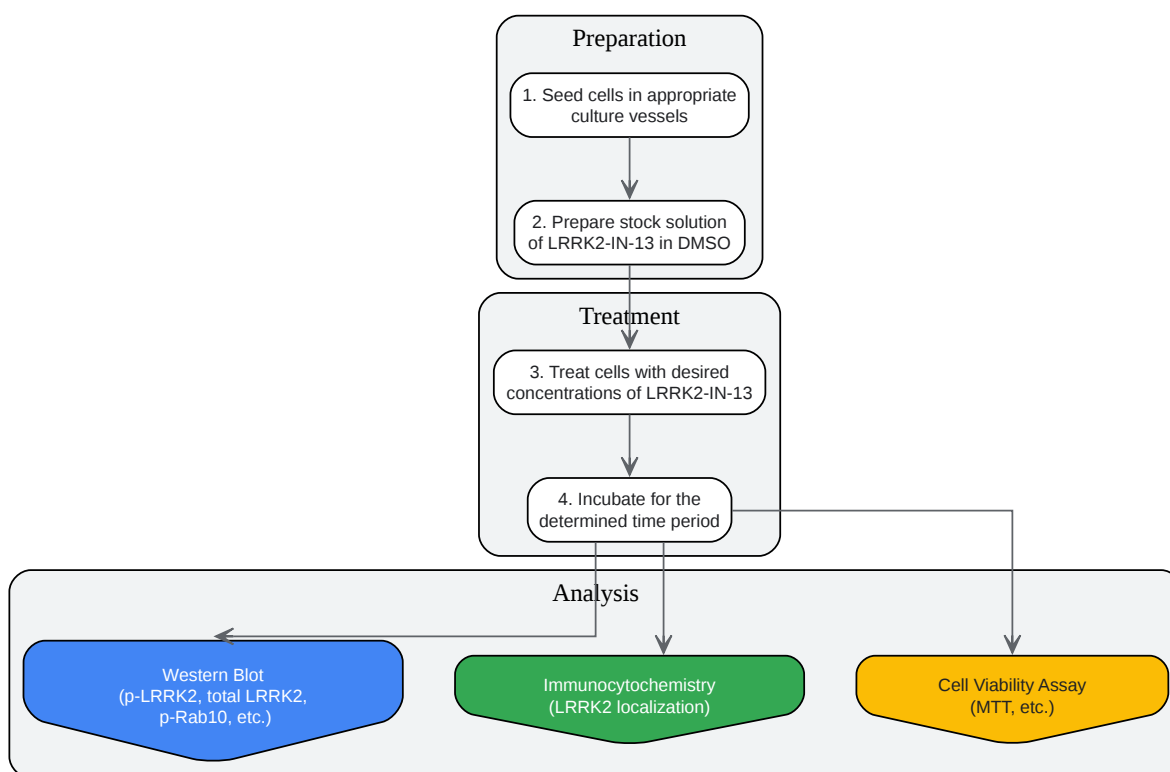 Preparation
1. Seed cells in appropriate
culture vessels
2. Prepare stock solution
of LRRK2-IN-13 in DMSO
Treatment
3. Treat cells with desired
concentrations of LRRK2-IN-13
4. Incubate for the
determined time period
Analysis
Western Blot
(p-LRRK2, total LRRK2,
p-Rab10, etc.)
Immunocytochemistry
(LRRK2 localization)
Cell Viability Assay
(MTT, etc.)